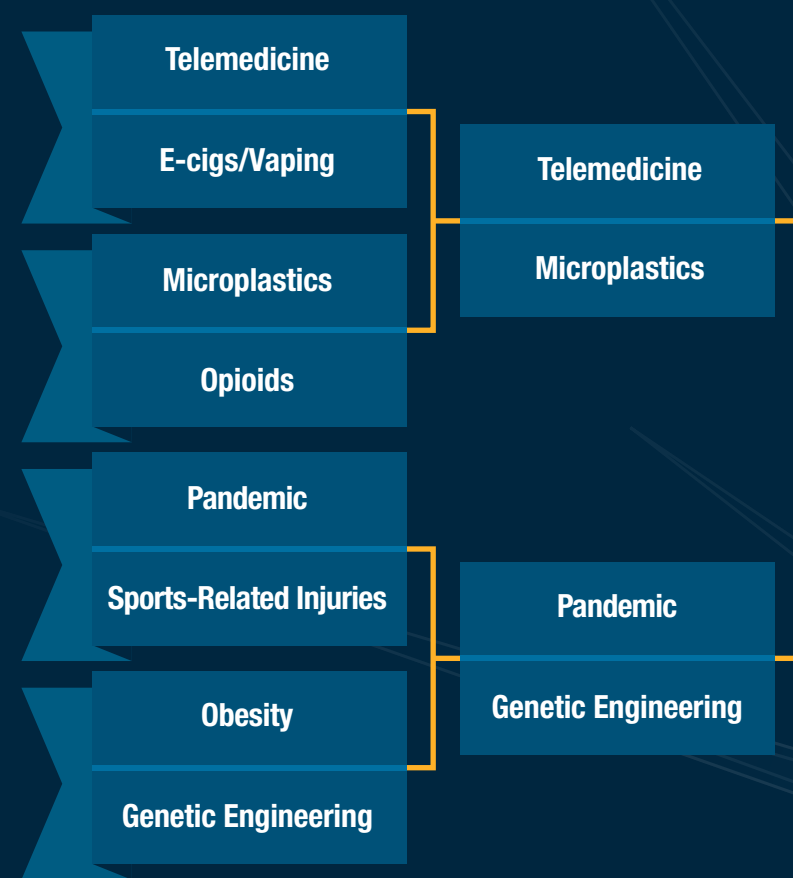 Telemedicine
E-cigs/Vaping
Microplastics
Opioids
Pandemic
Sports-Related Injuries
Obesity
Genetic Engineering
Telemedicine
Microplastics
Pandemic
Genetic Engineering